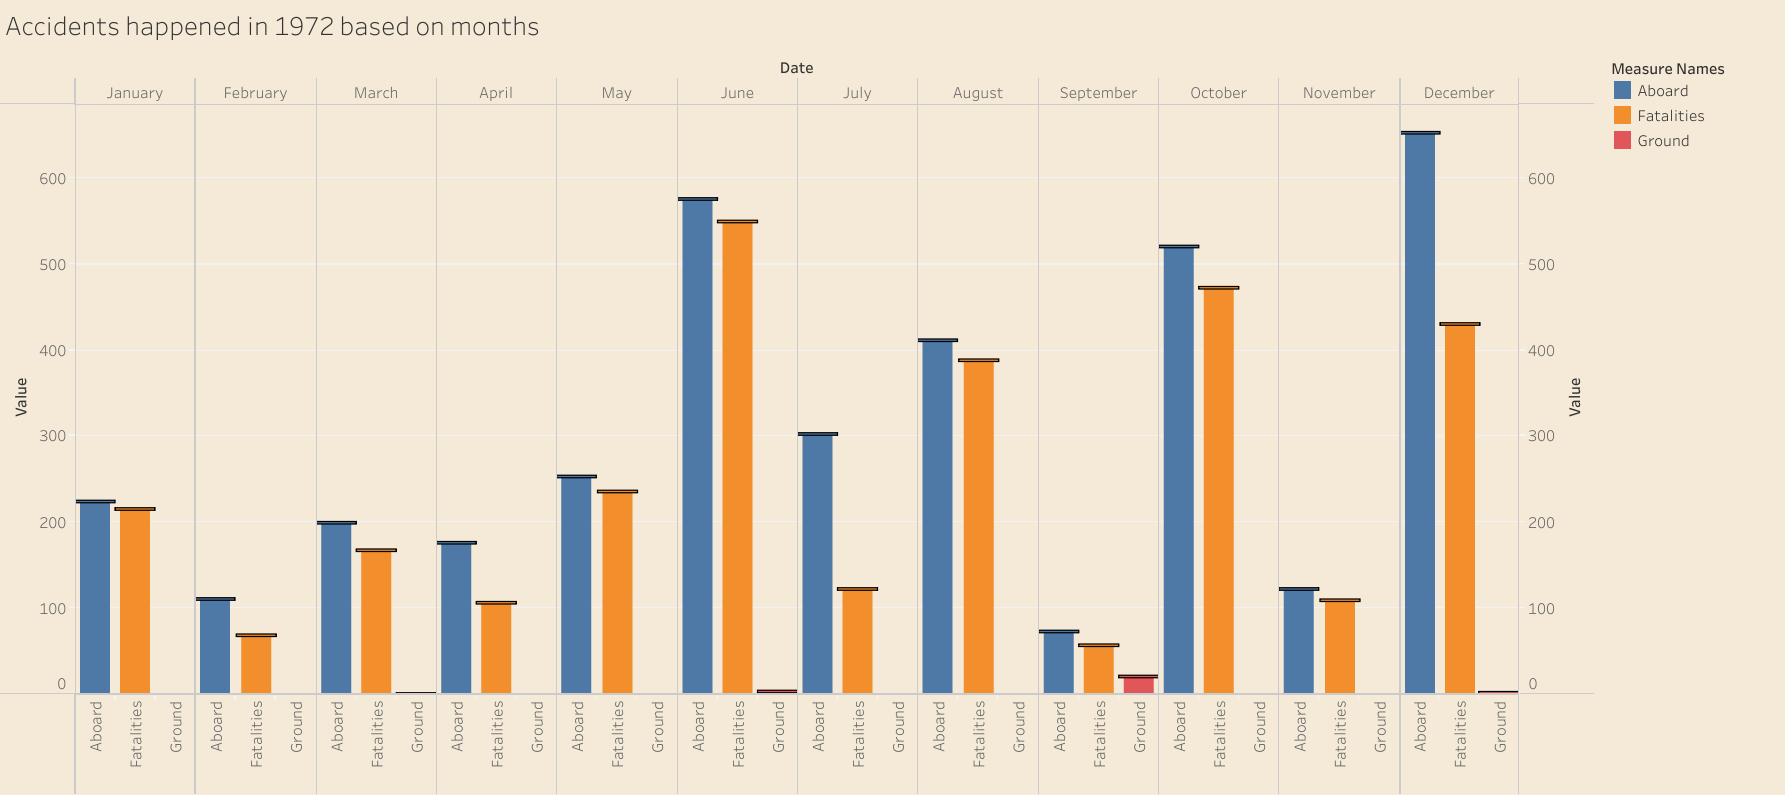 Accidents happened in 1972 based on months
Date
January February March April May June July August September October November December
Measure Names
Aboard
Fatalities
Ground
600 600
500 500
400 400
Value Value
300 300
200 200
100 100
0 0
Aboard Fatalities Ground Aboard Fatalities Ground Aboard Fatalities Ground Aboard Fatalities Ground Aboard Fatalities Ground Aboard Fatalities Ground Aboard Fatalities Ground Aboard Fatalities Ground Aboard Fatalities Ground Aboard Fatalities Ground Aboard Fatalities Ground Aboard Fatalities Ground